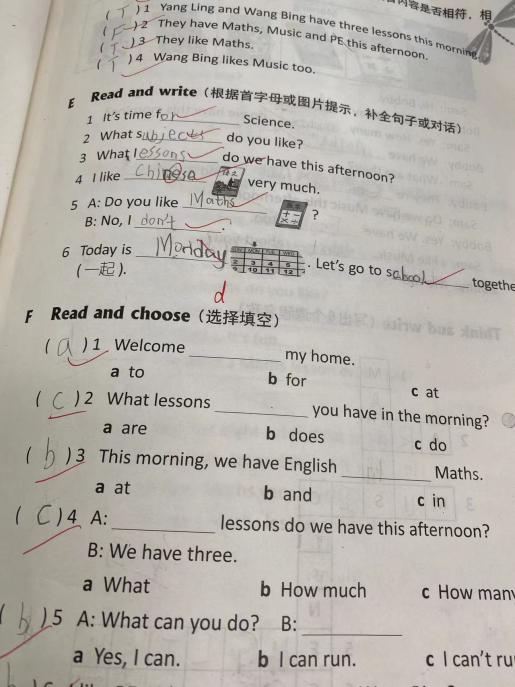 内容是否相符, 相
( T ) 1 Yang Ling and Wang Bing have three lessons this morning.
( F ) 2 They have Maths, Music and PE this afternoon.
( T ) 3 They like Maths.
( T ) 4 Wang Bing likes Music too.
E Read and write (根据首字母或图片提示, 补全句子或对话)
1 It's time for Science.
2 What subjects do you like?
3 What lessons do we have this afternoon?
4 I like Chinese very much.
5 A: Do you like Maths ?
B: No, I don't .
6 Today is Monday . Let's go to school togethe
(一起).
d
F Read and choose (选择填空)
( a ) 1 Welcome ________ my home.
a to b for c at
( c ) 2 What lessons ________ you have in the morning?
a are b does c do
( b ) 3 This morning, we have English ________ Maths.
a at b and c in
( C ) 4 A: ________ lessons do we have this afternoon?
B: We have three.
a What b How much c How many
( b ) 5 A: What can you do? B: ________
a Yes, I can. b I can run. c I can't ru